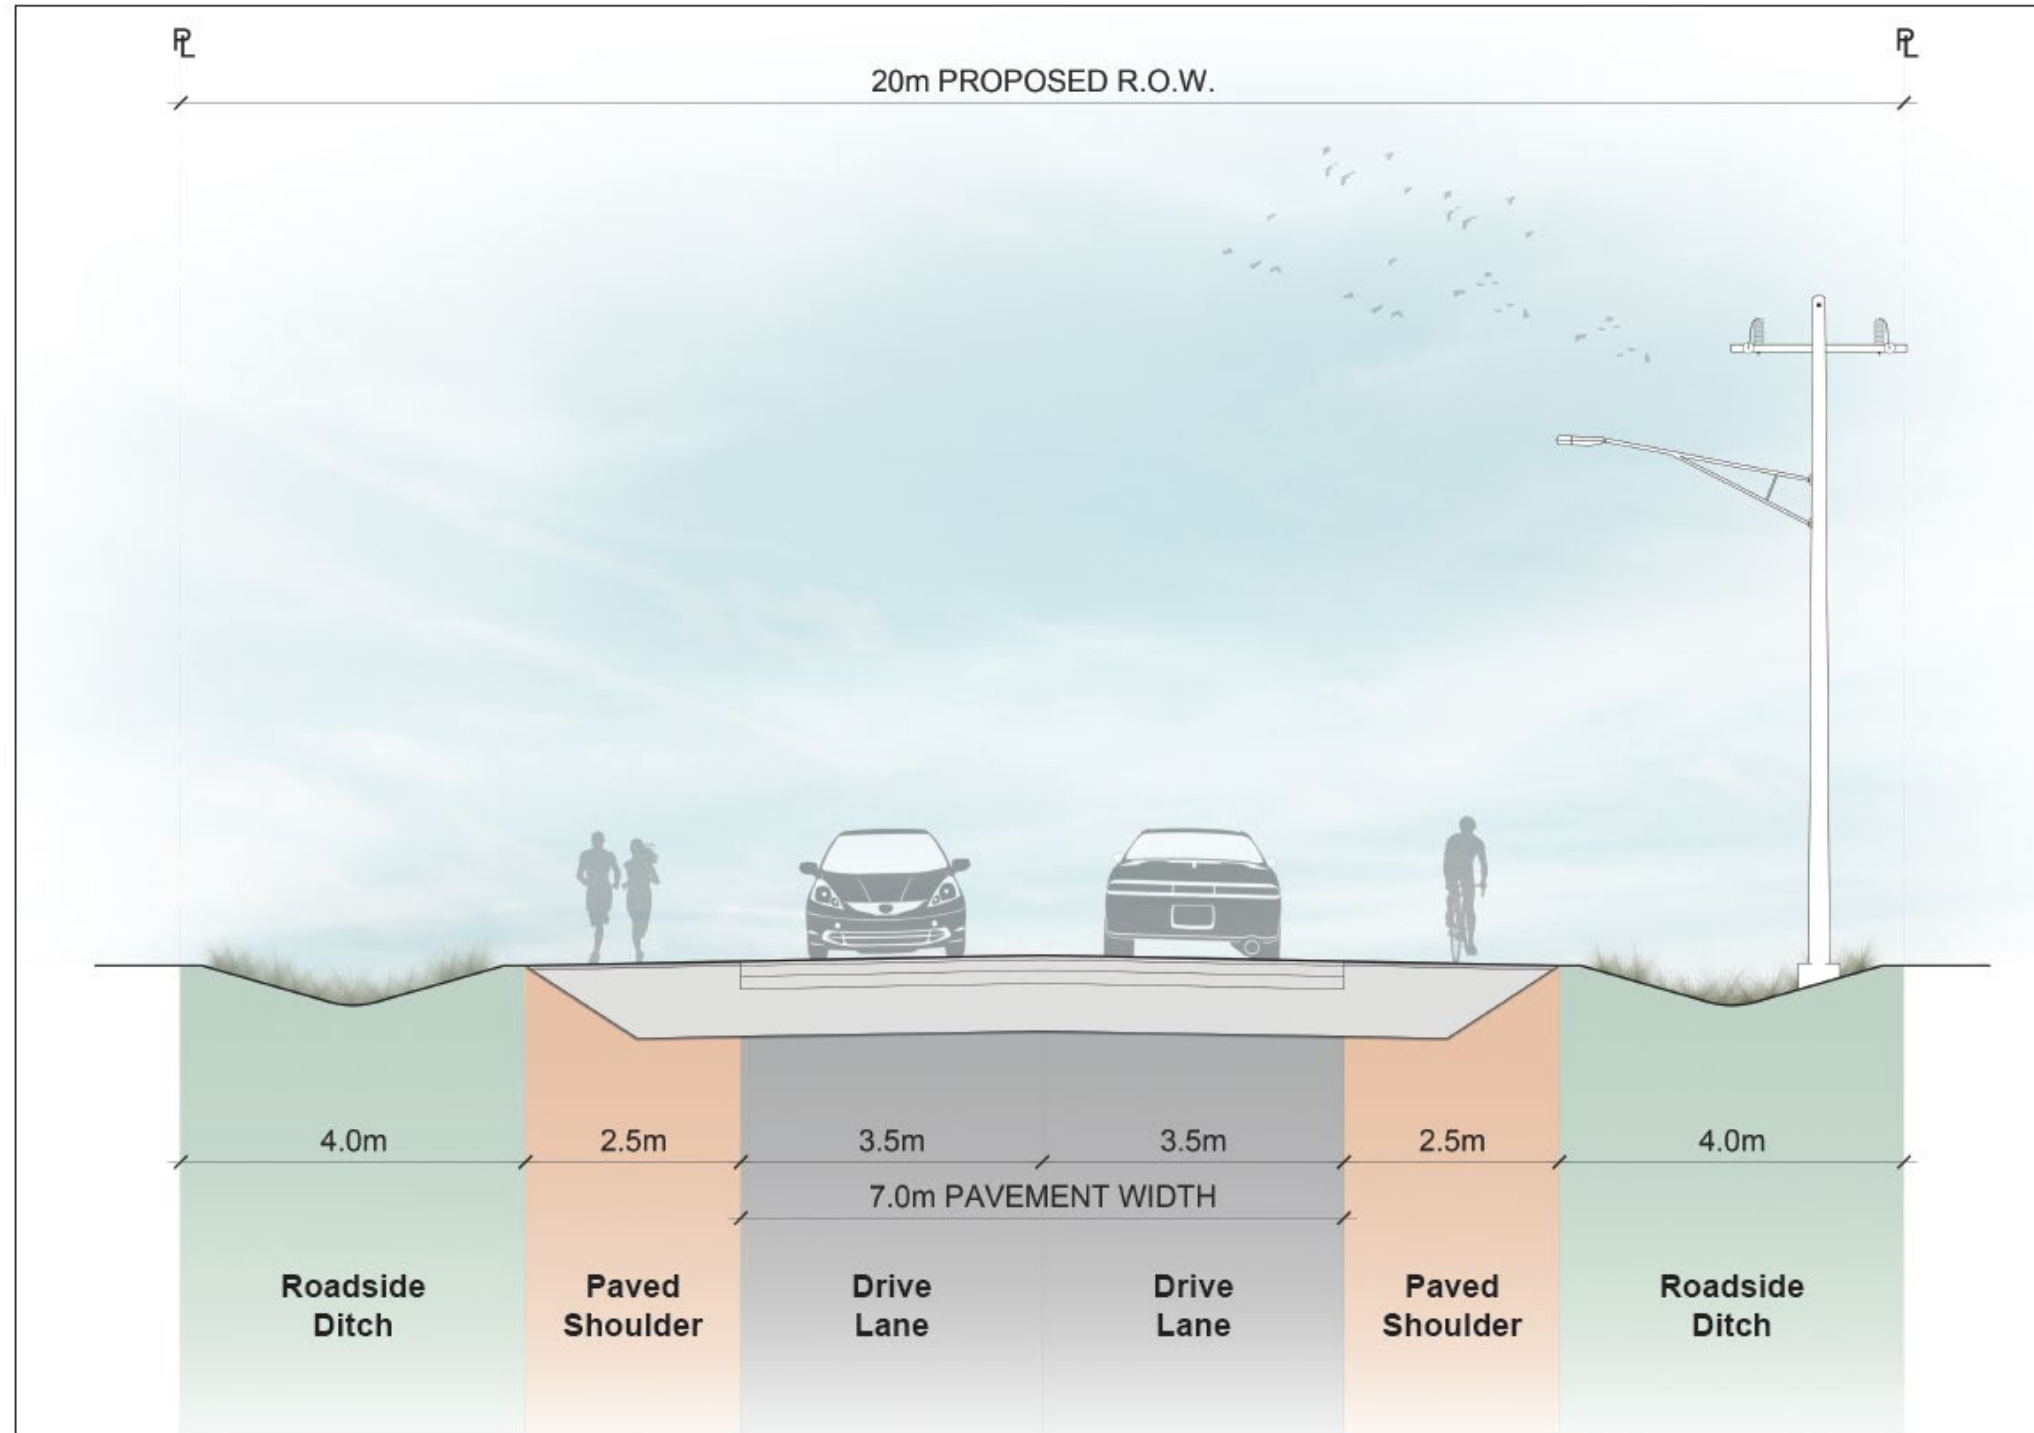 PL PL
20m PROPOSED R.O.W.
4.0m 2.5m 3.5m 3.5m 2.5m 4.0m
7.0m PAVEMENT WIDTH
Roadside Paved Drive Drive Paved Roadside
Ditch Shoulder Lane Lane Shoulder Ditch